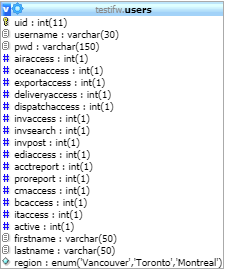 testifw.users
uid : int(11)
username : varchar(30)
pwd : varchar(150)
airaccess : int(1)
oceanaccess : int(1)
exportaccess : int(1)
deliveryaccess : int(1)
dispatchaccess : int(1)
invaccess : int(1)
invsearch : int(1)
invpost : int(1)
ediaccess : int(1)
acctreport : int(1)
proreport : int(1)
cmaccess : int(1)
bcaccess : int(1)
itaccess : int(1)
active : int(1)
firstname : varchar(50)
lastname : varchar(50)
region : enum('Vancouver','Toronto','Montreal')